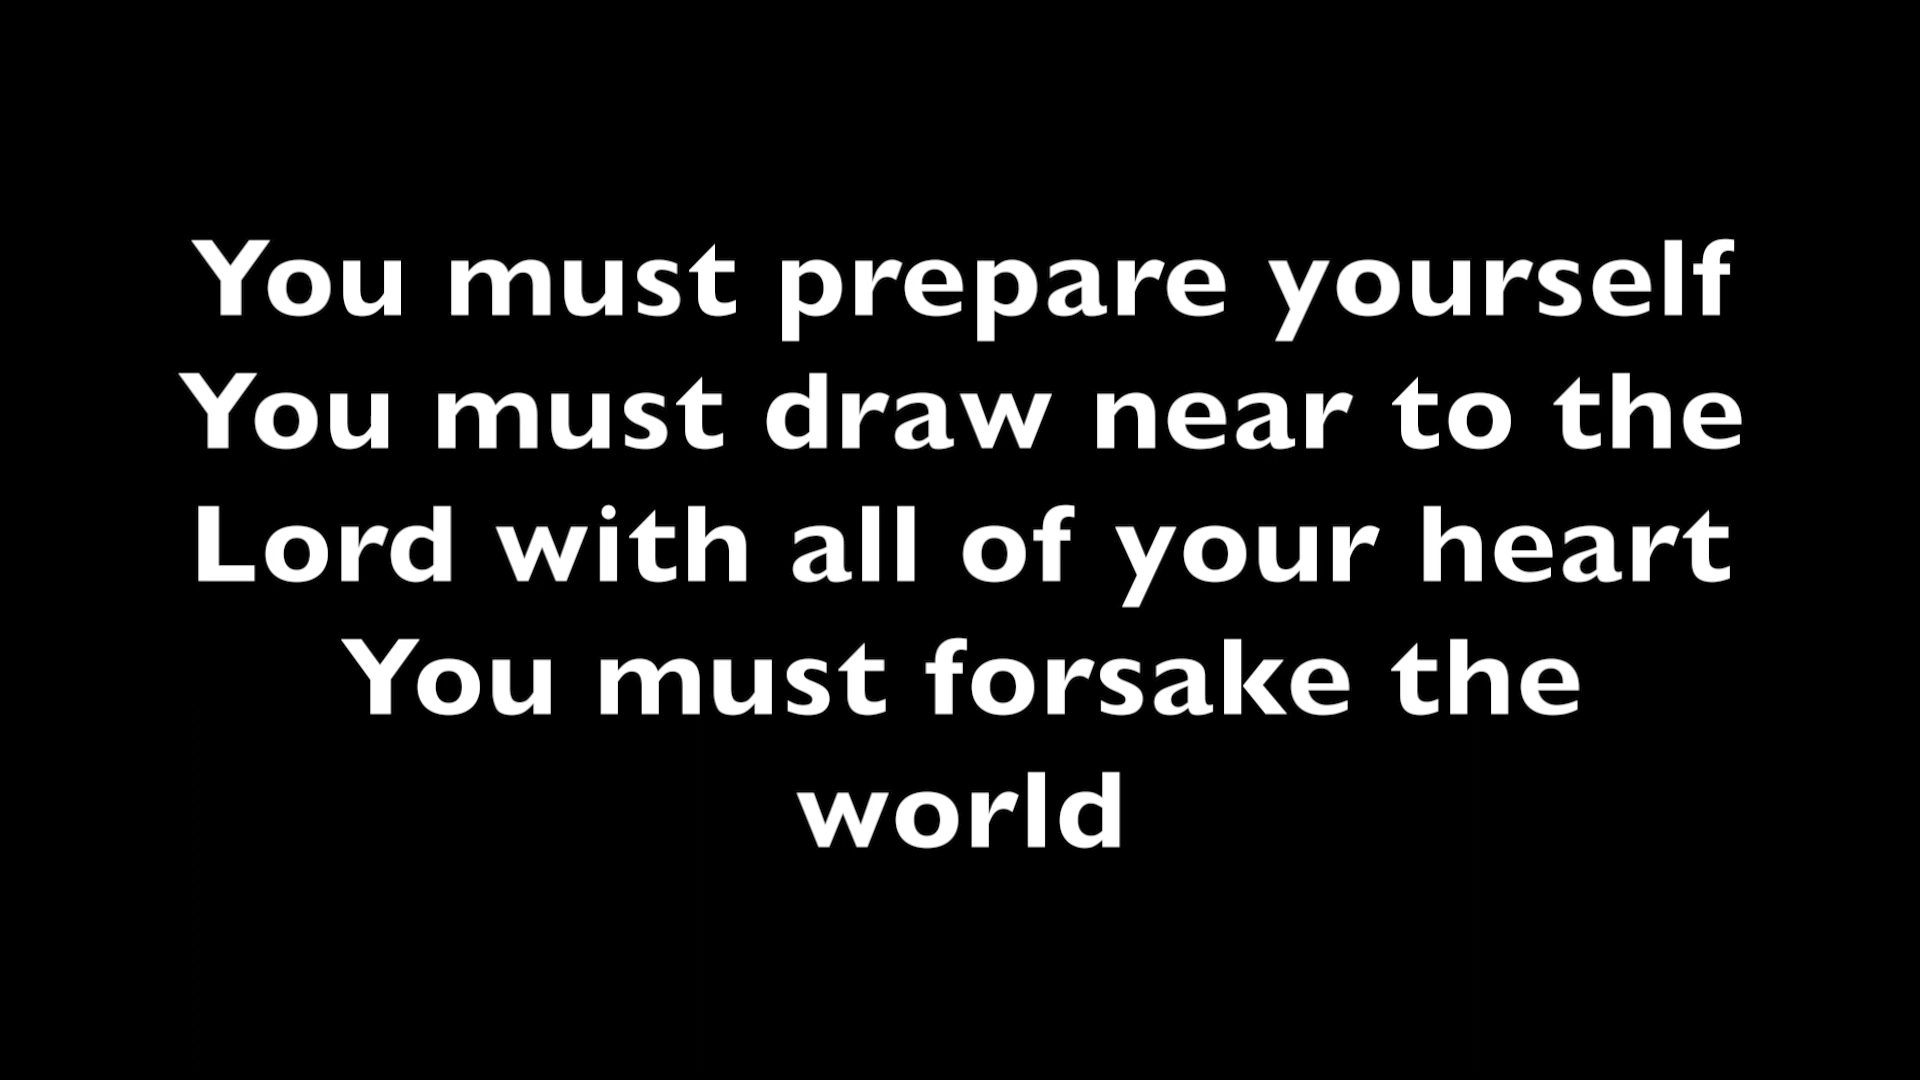 You must prepare yourself
You must draw near to the
Lord with all of your heart
You must forsake the
world